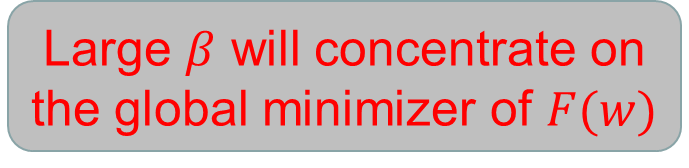 Large β will concentrate on
the global minimizer of F(w)